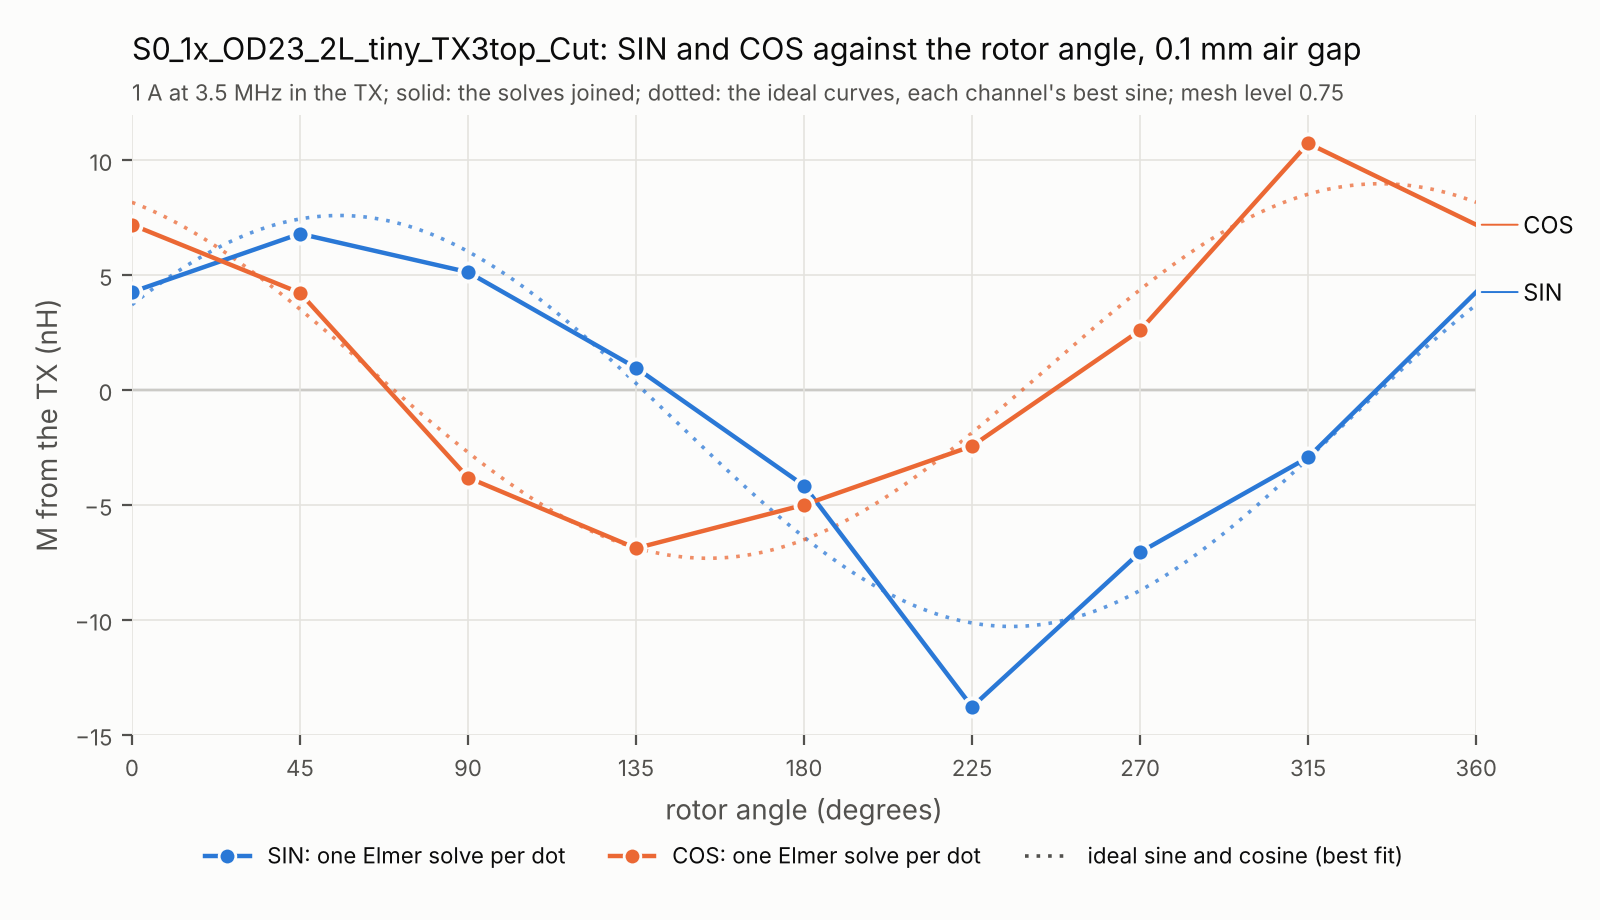 S0_1x_OD23_2L_tiny_TX3top_Cut: SIN and COS against the rotor angle, 0.1 mm air gap
1 A at 3.5 MHz in the TX; solid: the solves joined; dotted: the ideal curves, each channel's best sine; mesh level 0.75
M from the TX (nH)
10
5
0
−5
−10
−15
COS
SIN
0 45 90 135 180 225 270 315 360
rotor angle (degrees)
SIN: one Elmer solve per dot COS: one Elmer solve per dot ideal sine and cosine (best fit)